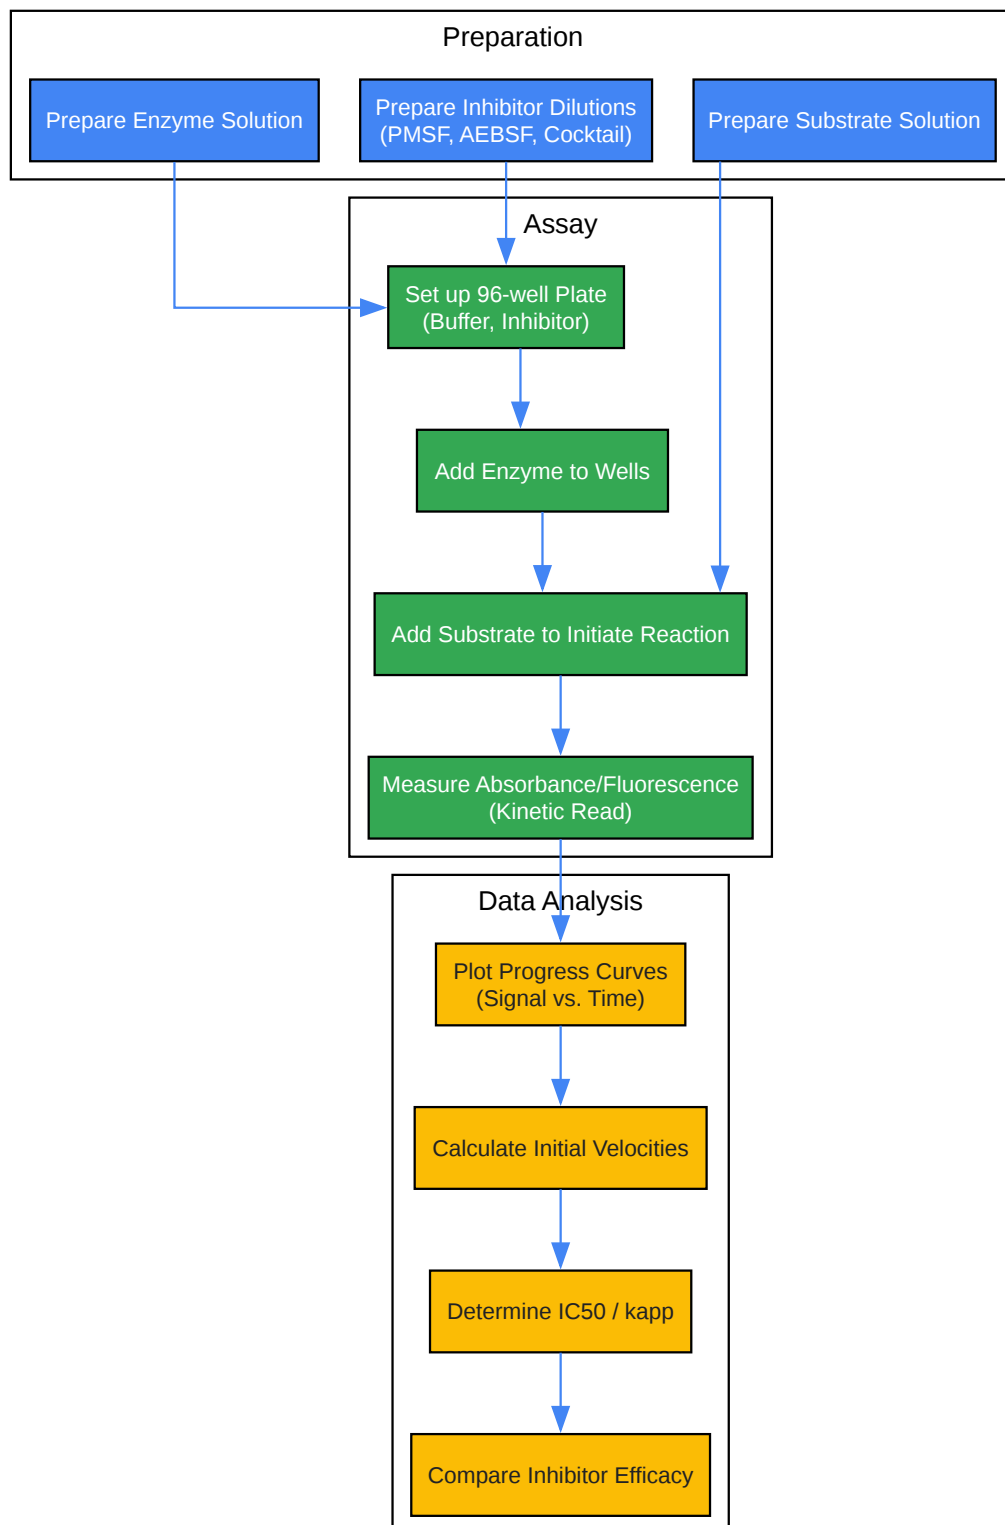 Preparation
Prepare Enzyme Solution
Prepare Inhibitor Dilutions
(PMSF, AEBSF, Cocktail)
Prepare Substrate Solution
Assay
Set up 96-well Plate
(Buffer, Inhibitor)
Add Enzyme to Wells
Add Substrate to Initiate Reaction
Measure Absorbance/Fluorescence
(Kinetic Read)
Data Analysis
Plot Progress Curves
(Signal vs. Time)
Calculate Initial Velocities
Determine IC50 / kapp
Compare Inhibitor Efficacy